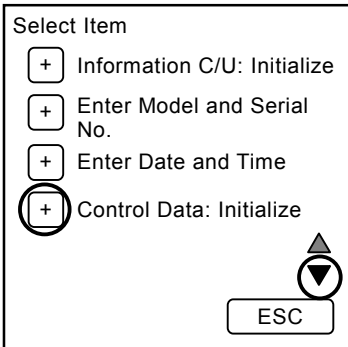 Select Item
+ Information C/U: Initialize
+ Enter Model and Serial
No.
+ Enter Date and Time
+ Control Data: Initialize
ESC